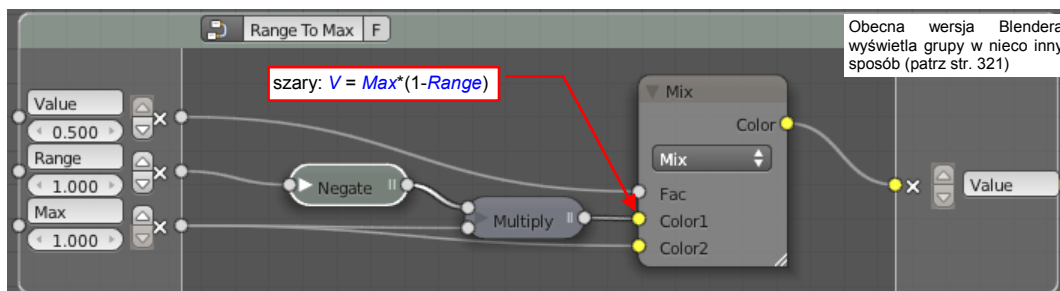 Range To Max F
Obecna wersja Blendera
wyświetla grupy w nieco inny
sposób (patrz str. 321)
szary: V = Max*(1-Range)
Value
0.500
Range
1.000
Max
1.000
Negate
Multiply
Mix
Color
Mix
Fac
Color1
Color2
Value